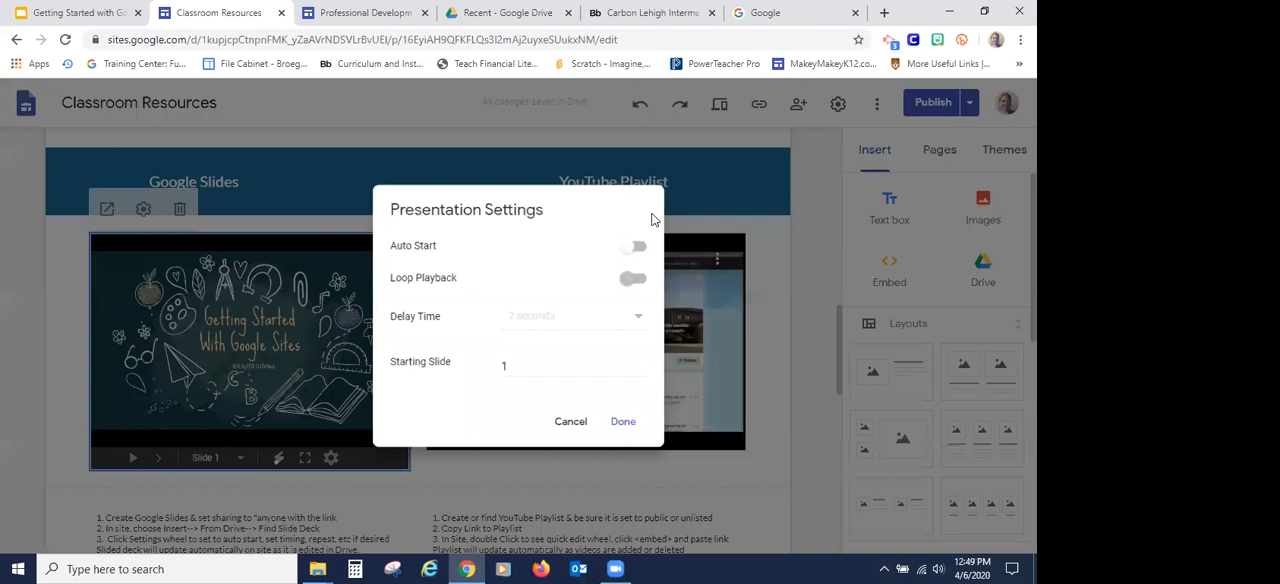 Getting Started with Go
Classroom Resources
Professional Developm
Recent - Google Drive
Carbon Lehigh Interme
Google
sites.google.com/d/1kupjcpCtnpnFMK_yZaAVrNDSVLrBvUEI/p/16EyiAH9QFKFLQs3I2mAj2uyxeSUukxNM/edit
Apps
Training Center: Fu...
File Cabinet - Broeg...
Bb Curriculum and Inst...
Teach Financial Lite...
Scratch - Imagine,...
PowerTeacher Pro
MakeyMakeyK12.co...
More Useful Links |...
Classroom Resources
All changes saved in Drive
Publish
Insert
Pages
Themes
Google Slides
YouTube Playlist
Presentation Settings
Auto Start
Loop Playback
Delay Time
2 seconds
Starting Slide
1
Cancel
Done
Text box
Images
Embed
Drive
Layouts
Getting Started
With Google Sites
Slide 1
1. Create Google Slides & set sharing to "anyone with the link
2. In site, choose Insert--> From Drive--> Find Slide Deck
3. Click Settings wheel to set to auto start, set timing, repeat, etc if desired
Slided deck will update automatically on site as it is edited in Drive.
1. Create or find YouTube Playlist & be sure it is set to public or unlisted
2. Copy Link to Playlist
3. In Site, double Click to see quick edit wheel, click <embed> and paste link
Playlist will update automatically as videos are added or deleted
Type here to search
12:49 PM
4/6/2020